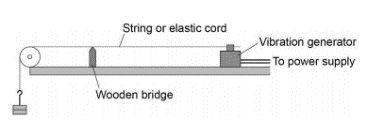 String or elastic cord
Vibration generator
To power supply
Wooden bridge